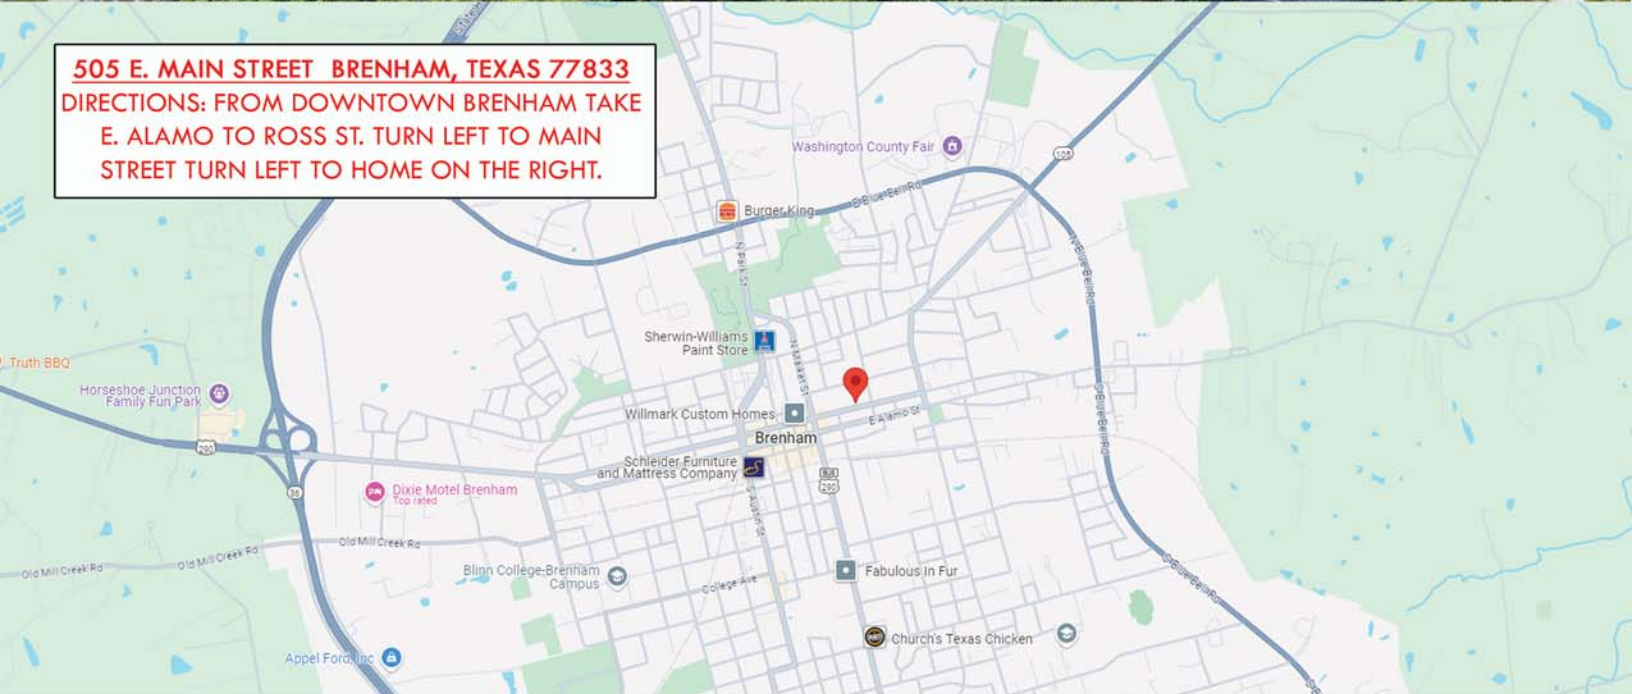 505 E. MAIN STREET BRENHAM, TEXAS 77833
DIRECTIONS: FROM DOWNTOWN BRENHAM TAKE
E. ALAMO TO ROSS ST. TURN LEFT TO MAIN
STREET TURN LEFT TO HOME ON THE RIGHT.
Washington County Fair
105
E Blue Bell Rd
Burger King
N Park St
N Blue Bell Rd
Sherwin-Williams
Paint Store
N Market St
Truth BBQ
Horseshoe Junction
Family Fun Park
Willmark Custom Homes
E Alamo St
S Blue Bell Rd
Brenham
290
Schleider Furniture
and Mattress Company
BUS
290
36
Dixie Motel Brenham
Top rated
S Austin St
Old Mill Creek Rd
Old Mill Creek Rd
Old Mill Creek Rd
Blinn College-Brenham
Campus
College Ave
Fabulous In Fur
S Blue Bell Rd
Church's Texas Chicken
Appel Ford, Inc